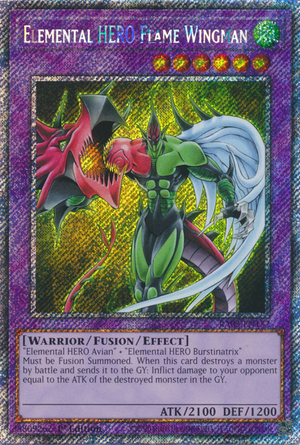 Elemental HERO Flame Wingman
[Warrior/Fusion/Effect]
"Elemental HERO Avian" + "Elemental HERO Burstinatrix"
Must be Fusion Summoned. When this card destroys a monster
by battle and sends it to the GY: Inflict damage to your opponent
equal to the ATK of the destroyed monster in the GY.
ATK/2100 DEF/1200
1st Edition